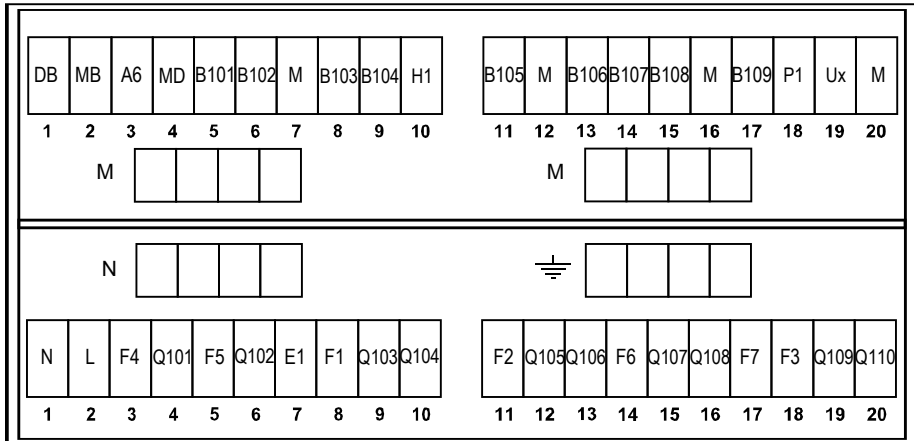 DB MB A6 MD B101 B102 M B103 B104 H1 B105 M B106 B107 B108 M B109 P1 Ux M
1 2 3 4 5 6 7 8 9 10 11 12 13 14 15 16 17 18 19 20
M M
N
N L F4 Q101 F5 Q102 E1 F1 Q103 Q104 F2 Q105 Q106 F6 Q107 Q108 F7 F3 Q109 Q110
1 2 3 4 5 6 7 8 9 10 11 12 13 14 15 16 17 18 19 20